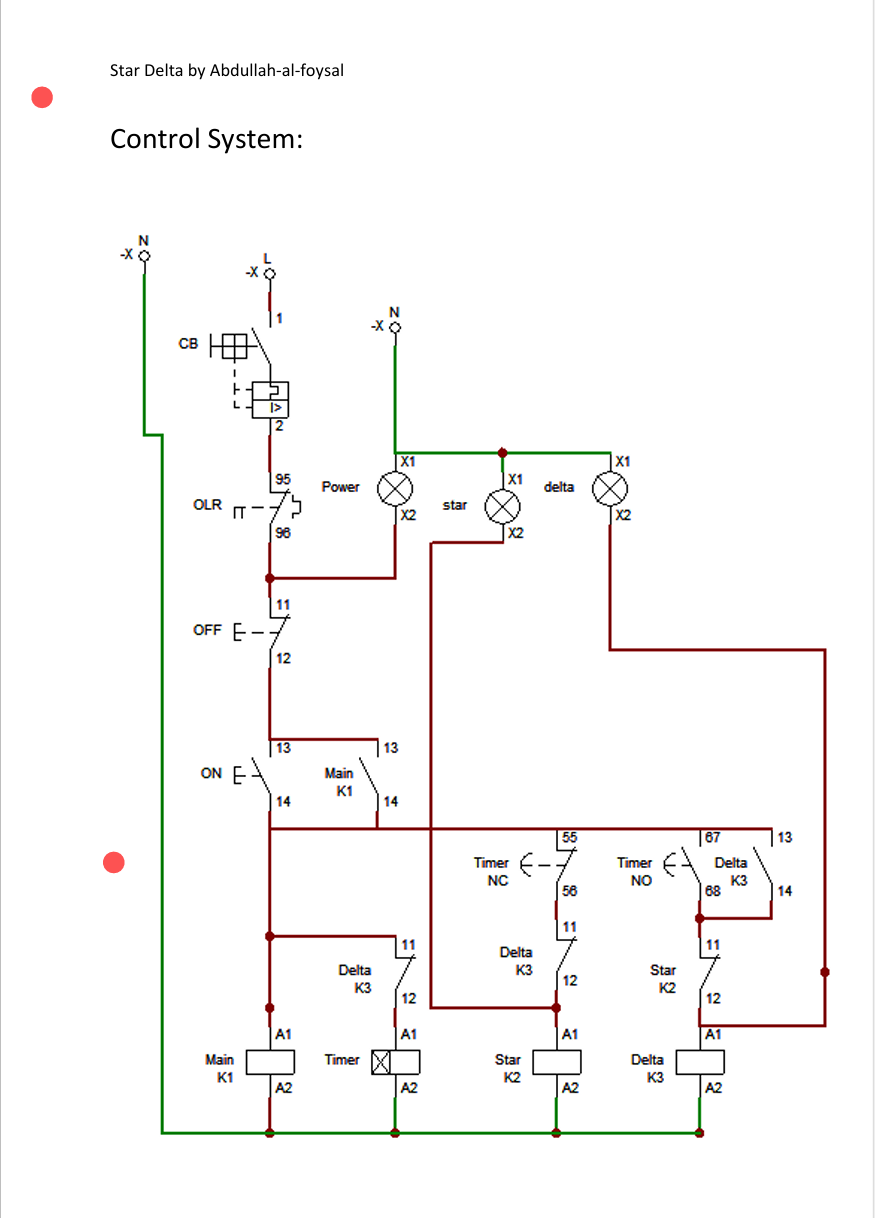 Star Delta by Abdullah-al-foysal
Control System:
N
-X
L
-X
1
N
-X
CB
I>
2
X1
X1
95
Power
X1
delta
star
OLR
X2
X2
96
X2
11
OFF
12
13
13
ON
Main
K1
14
14
55
67
13
Timer
NC
Timer
NO
Delta
K3
56
68
14
11
11
11
Delta
K3
Delta
K3
Star
K2
12
12
12
A1
A1
A1
A1
Main
K1
Timer
Star
K2
Delta
K3
A2
A2
A2
A2